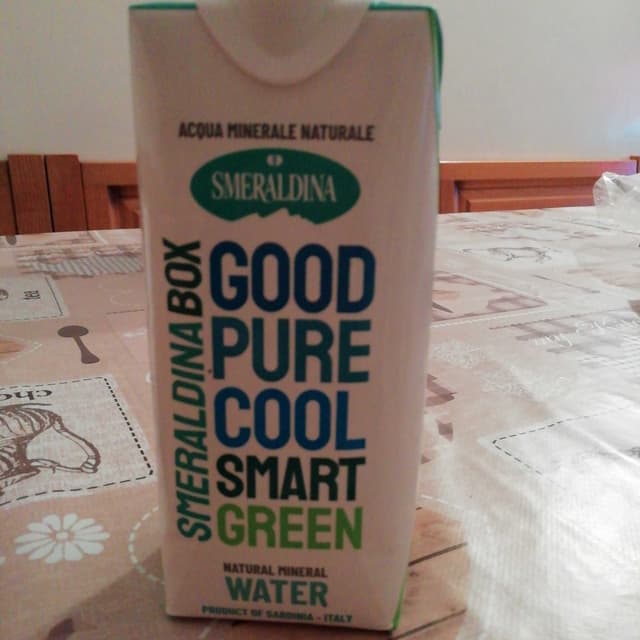 ACQUA MINERALE NATURALE
SMERALDINA
SMERALDINA BOX
GOOD
PURE
COOL
SMART
GREEN
NATURAL MINERAL
WATER
PRODUCT OF SARDINIA - ITALY